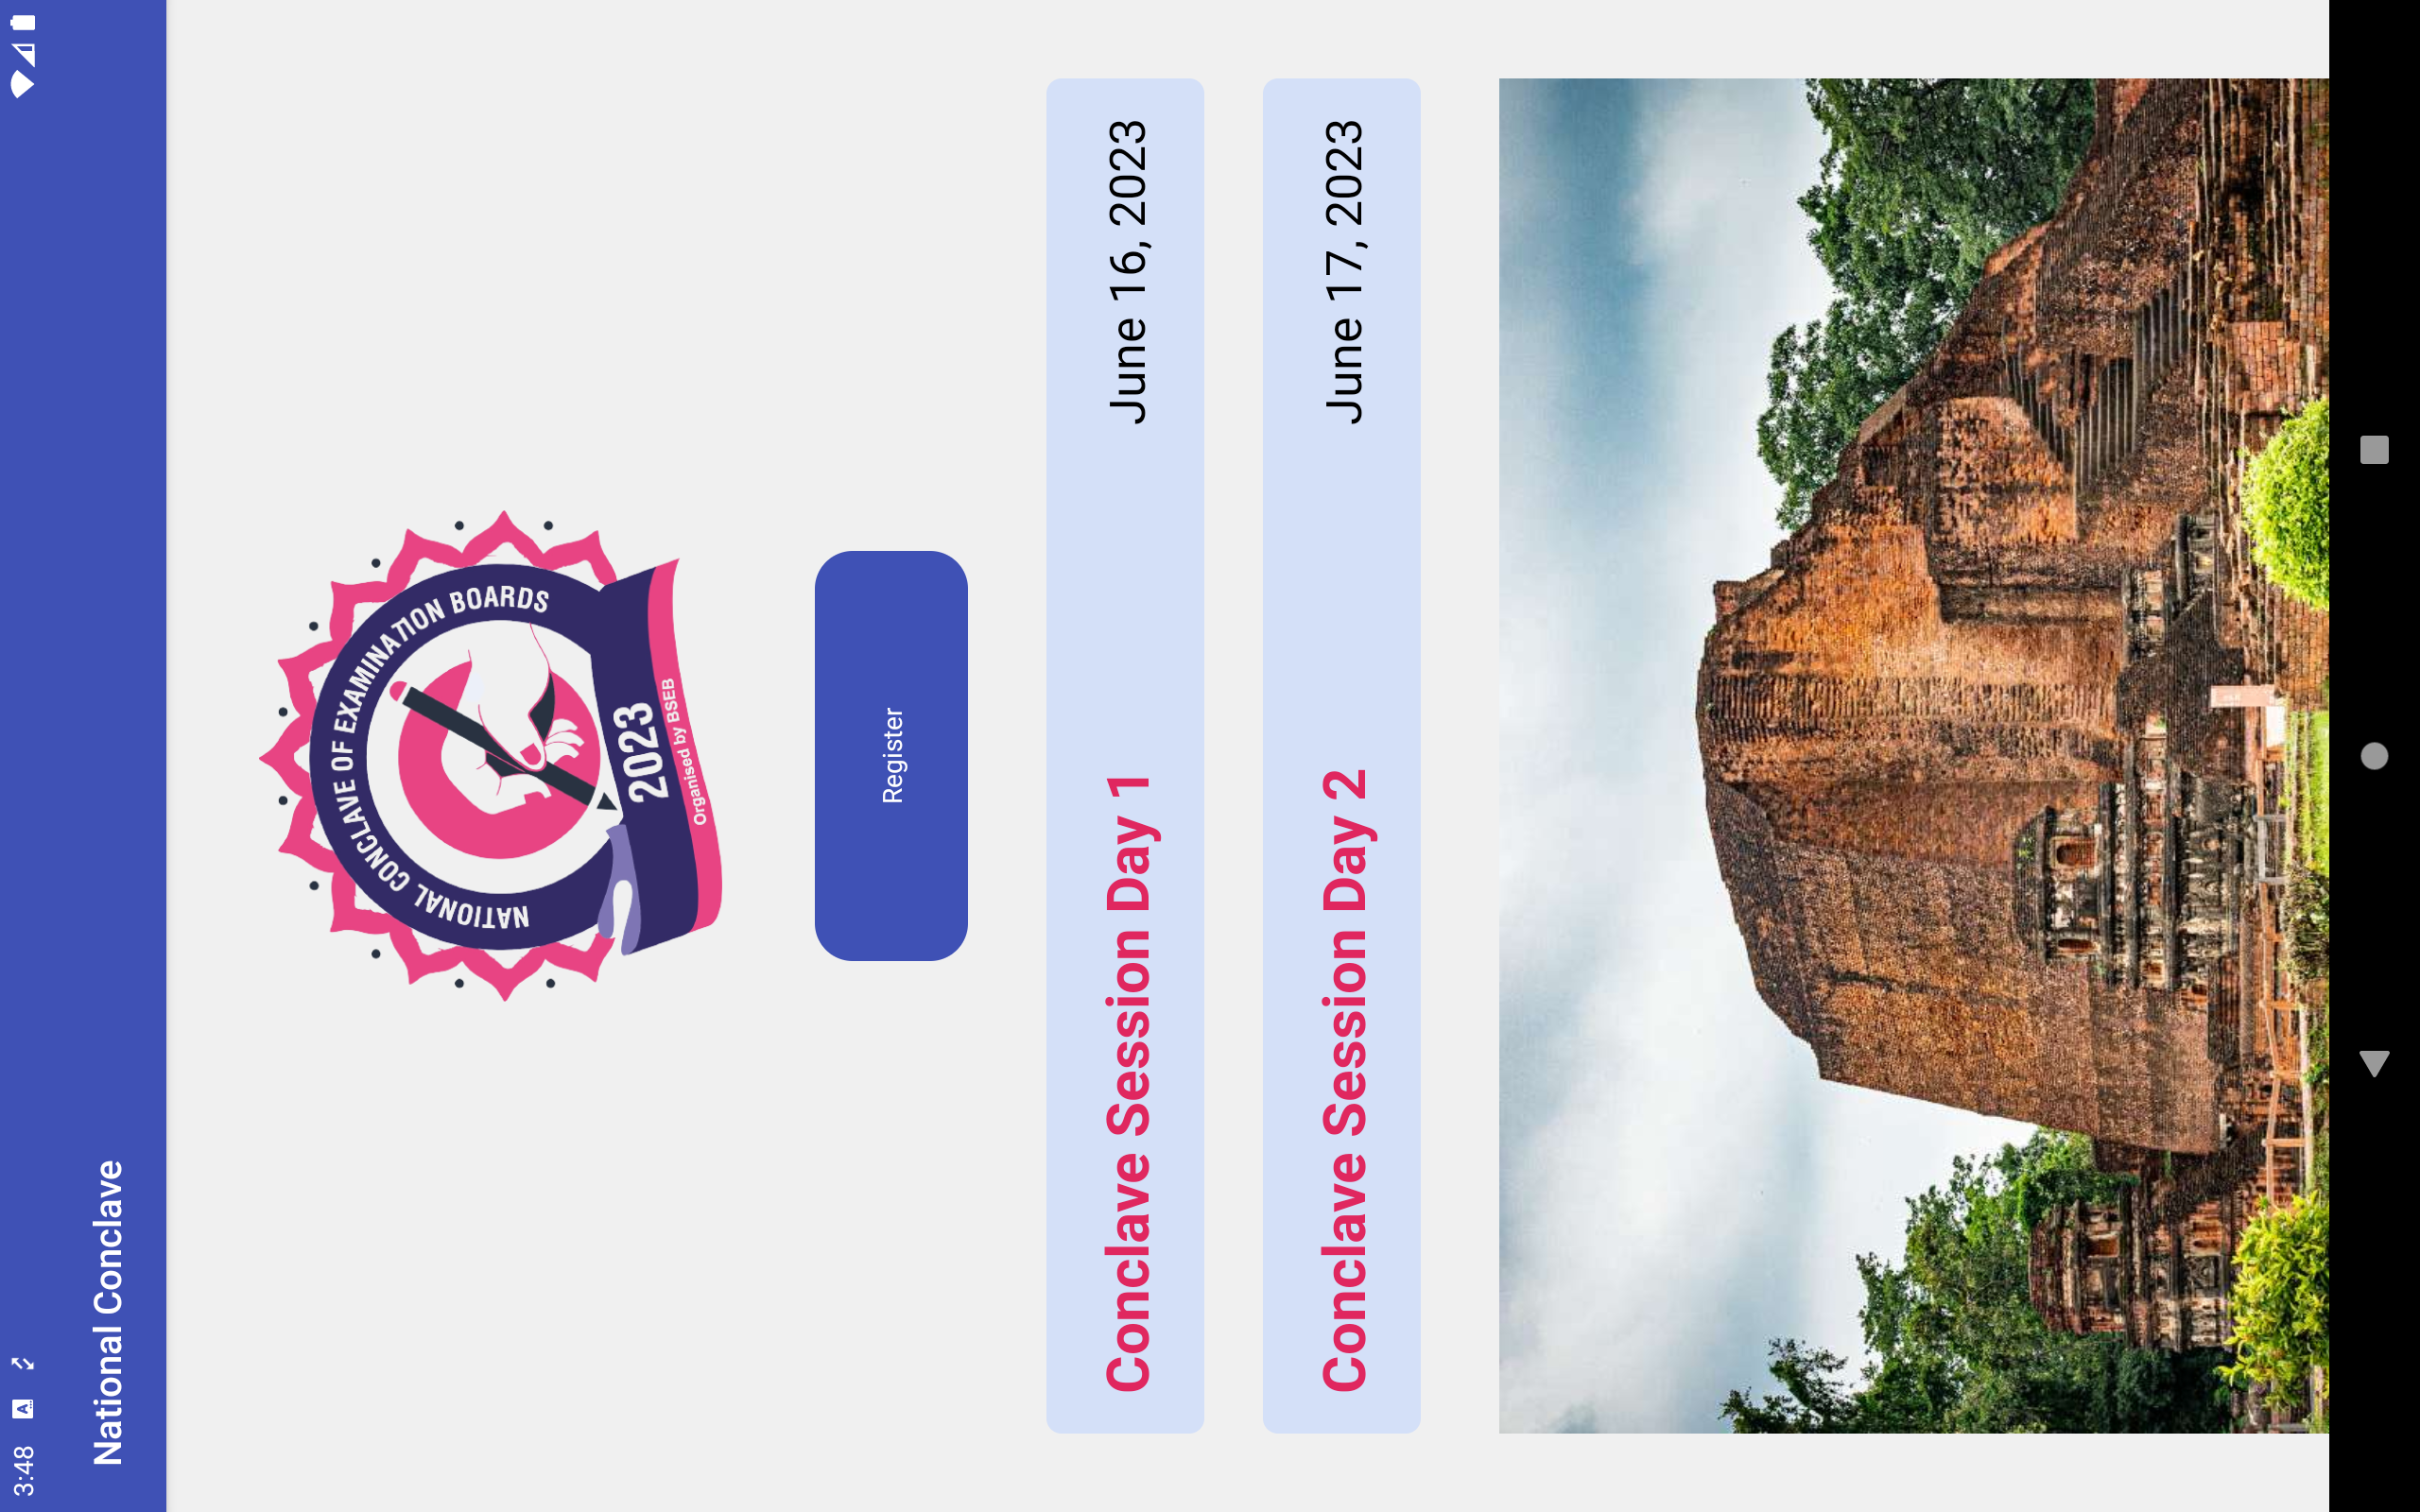 3:48
National Conclave
NATIONAL CONCLAVE OF EXAMINATION BOARDS
2023
Organised by BSEB
Register
Conclave Session Day 1 June 16, 2023
Conclave Session Day 2 June 17, 2023